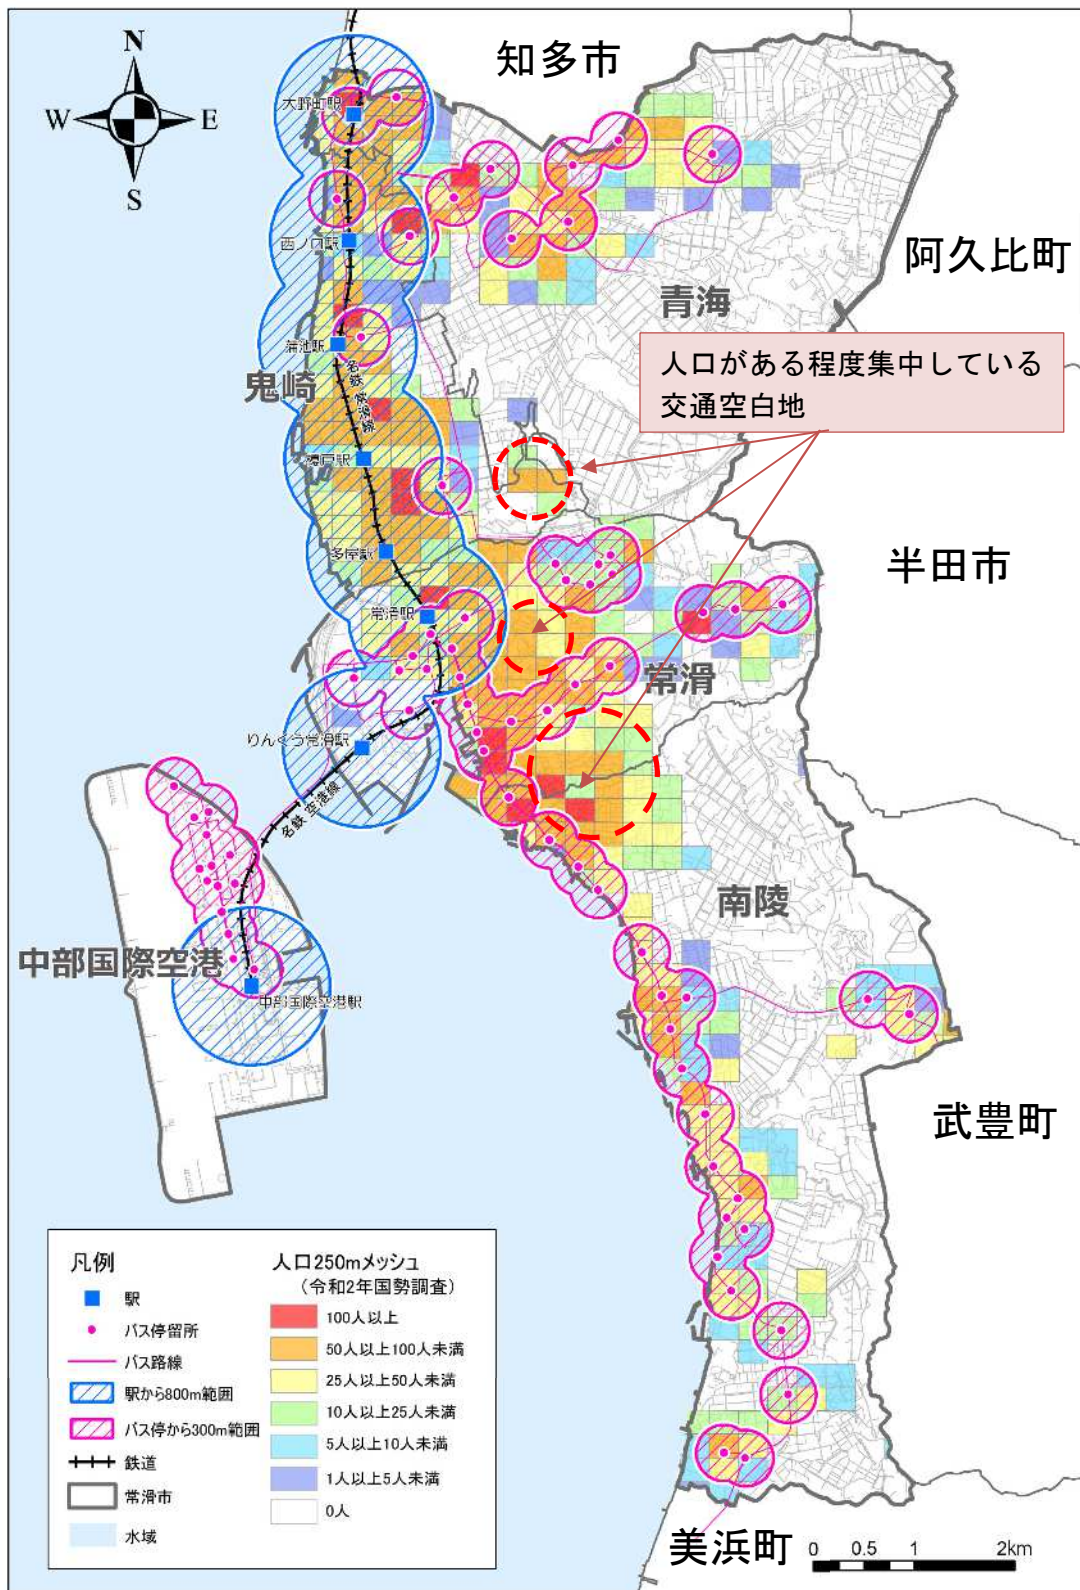 知多市
N
W
E
S
大野町駅
西ノ口駅
阿久比町
青海
蒲池駅
人口がある程度集中している
交通空白地
鬼崎
名鉄常滑線
榎戸駅
多屋駅
半田市
常滑駅
常滑
りんくう常滑駅
名鉄空港線
南陵
中部国際空港
中部国際空港駅
武豊町
凡例
駅
バス停留所
バス路線
駅から800m範囲
バス停から300m範囲
鉄道
常滑市
水域
人口250mメッシュ
（令和2年国勢調査）
100人以上
50人以上100人未満
25人以上50人未満
10人以上25人未満
5人以上10人未満
1人以上5人未満
0人
美浜町
0 0.5 1 2km